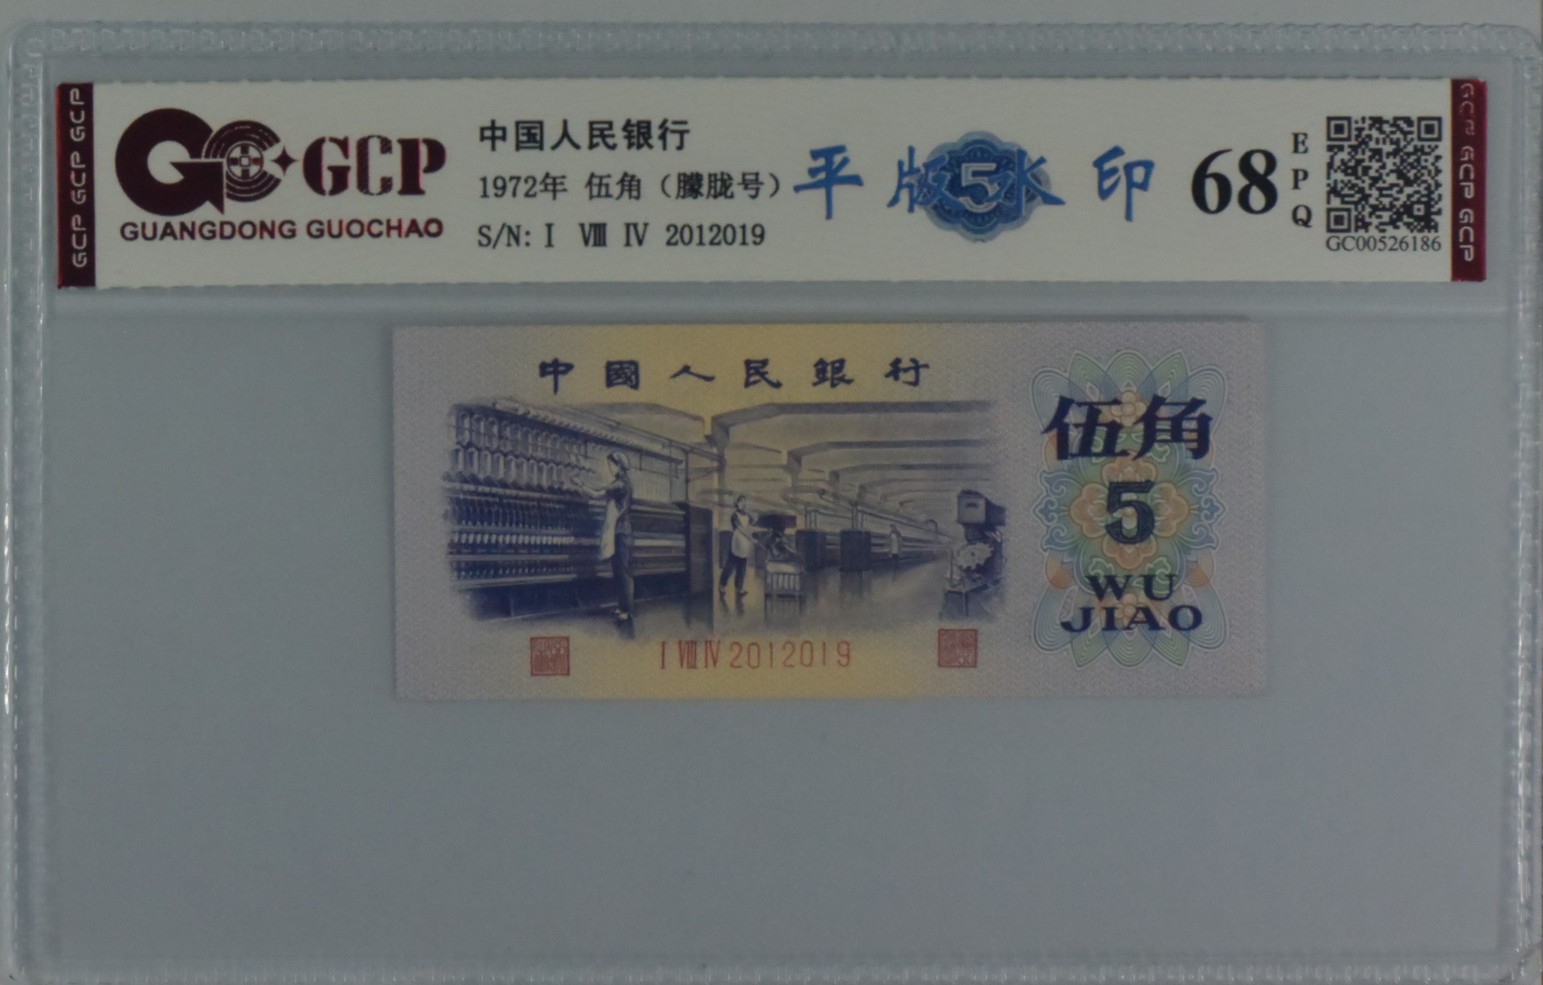 GCP GCP GCP
GCP
GUANGDONG GUOCHAO
中国人民银行
1972年 伍角（朦胧号）
S/N: I Ⅷ Ⅳ 2012019
平版5水印
68
EPQ
GC00526186
GCP GCP GCP
中國人民銀行
伍角
5
WU
JIAO
I Ⅷ Ⅳ 2012019